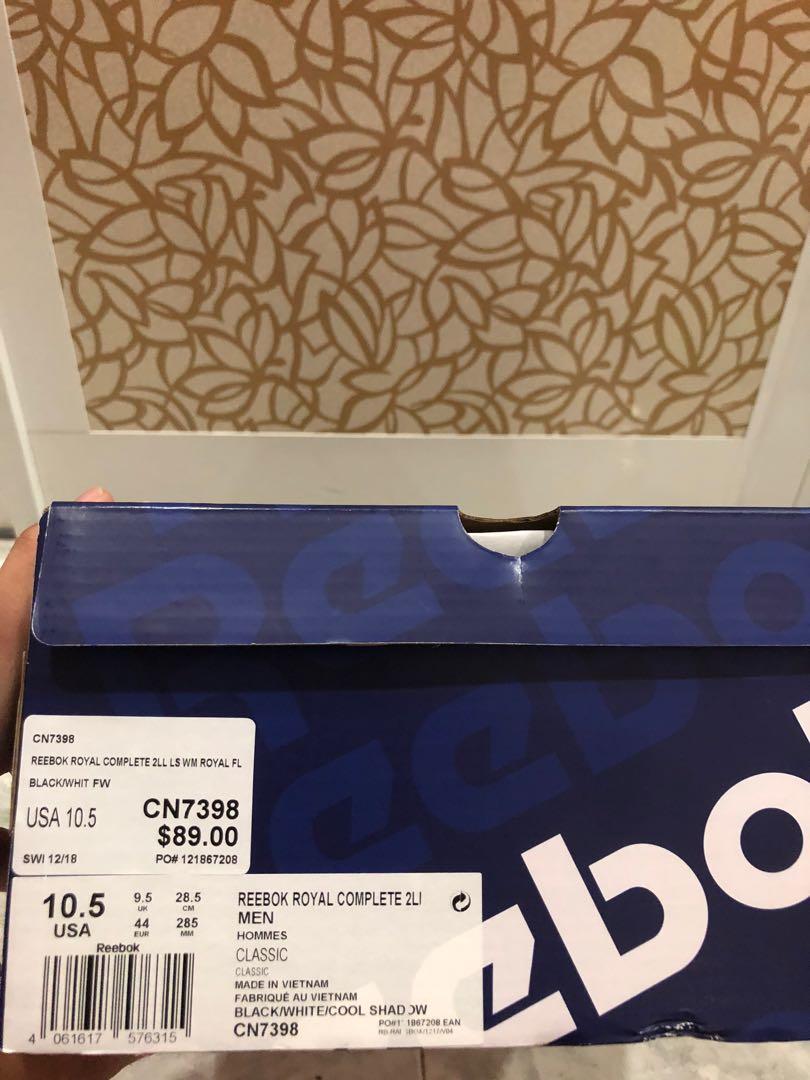 CN7398
REEBOK ROYAL COMPLETE 2LL LS WM ROYAL FL
BLACK/WHIT FW
USA 10.5
CN7398
$89.00
SWI 12/18
PO# 121867208
10.5
USA
9.5
UK
28.5
CM
44
EUR
285
MM
Reebok
4 061617 576315
REEBOK ROYAL COMPLETE 2LI
MEN
HOMMES
CLASSIC
CLASSIC
MADE IN VIETNAM
FABRIQUÉ AU VIETNAM
BLACK/WHITE/COOL SHADOW
CN7398
1867208 EAN
Reebo
Reebo
ebo